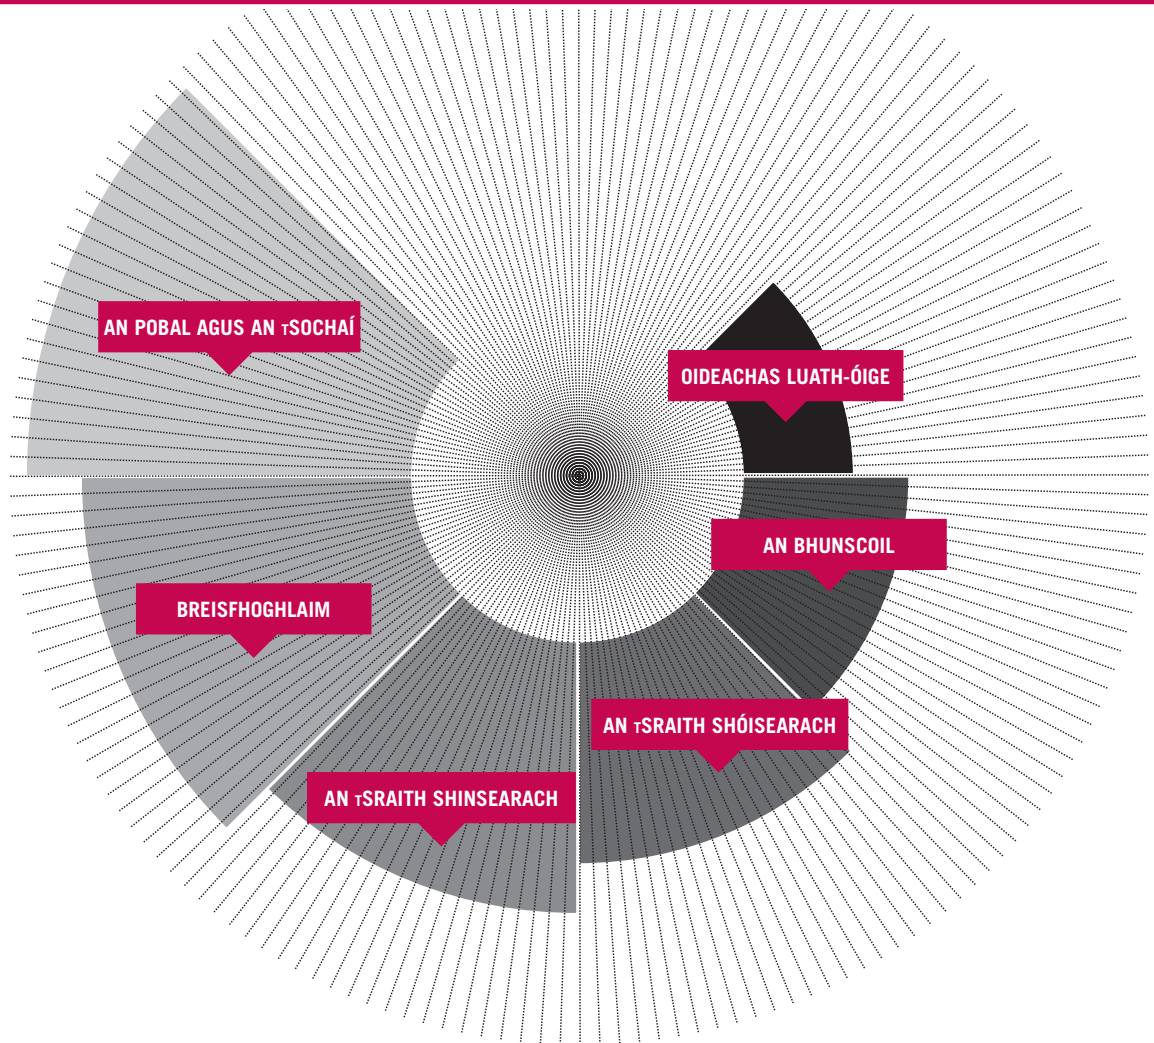 AN POBAL AGUS AN tSOCHAÍ
OIDEACHAS LUATH-ÓIGE
AN BHUNSCOIL
BREISFHOGHLAIM
AN tSRAITH SHÓISEARACH
AN tSRAITH SHINSEARACH